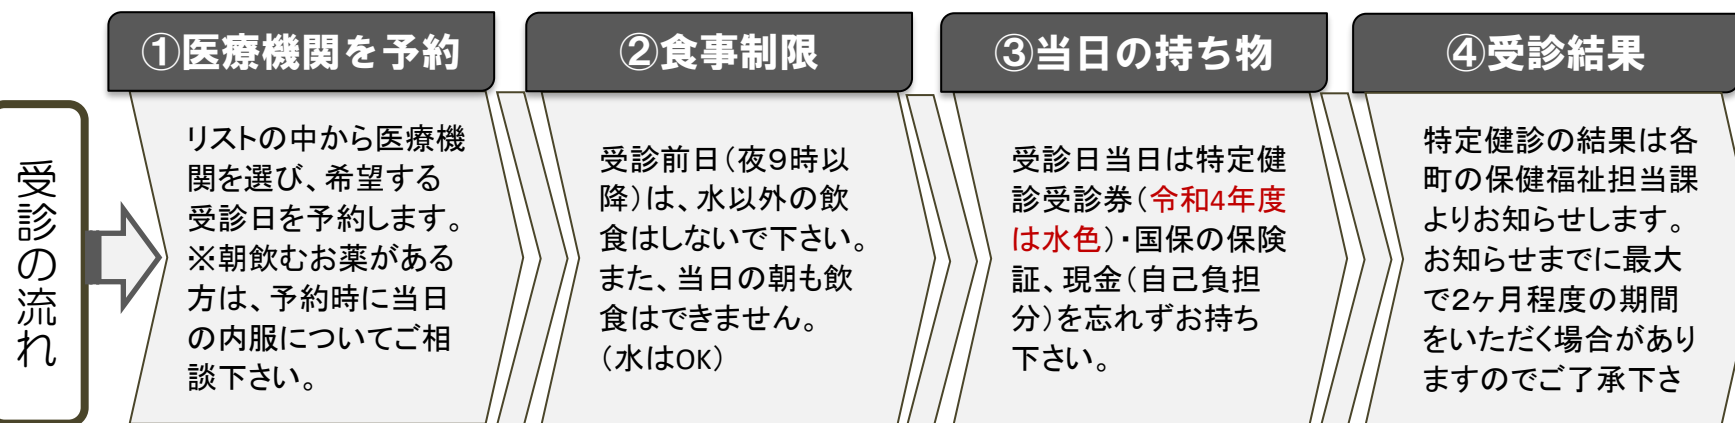 受診の流れ
①医療機関を予約
リストの中から医療機
関を選び、希望する
受診日を予約します。
※朝飲むお薬がある
方は、予約時に当日
の内服についてご相
談下さい。
②食事制限
受診前日（夜９時以
降）は、水以外の飲
食はしないで下さい。
また、当日の朝も飲
食はできません。
（水はOK）
③当日の持ち物
受診日当日は特定健
診受診券（令和4年度
は水色）・国保の保険
証、現金（自己負担
分）を忘れずお持ち
下さい。
④受診結果
特定健診の結果は各
町の保健福祉担当課
よりお知らせします。
お知らせまでに最大
で２ヶ月程度の期間
をいただく場合があり
ますのでご了承下さ